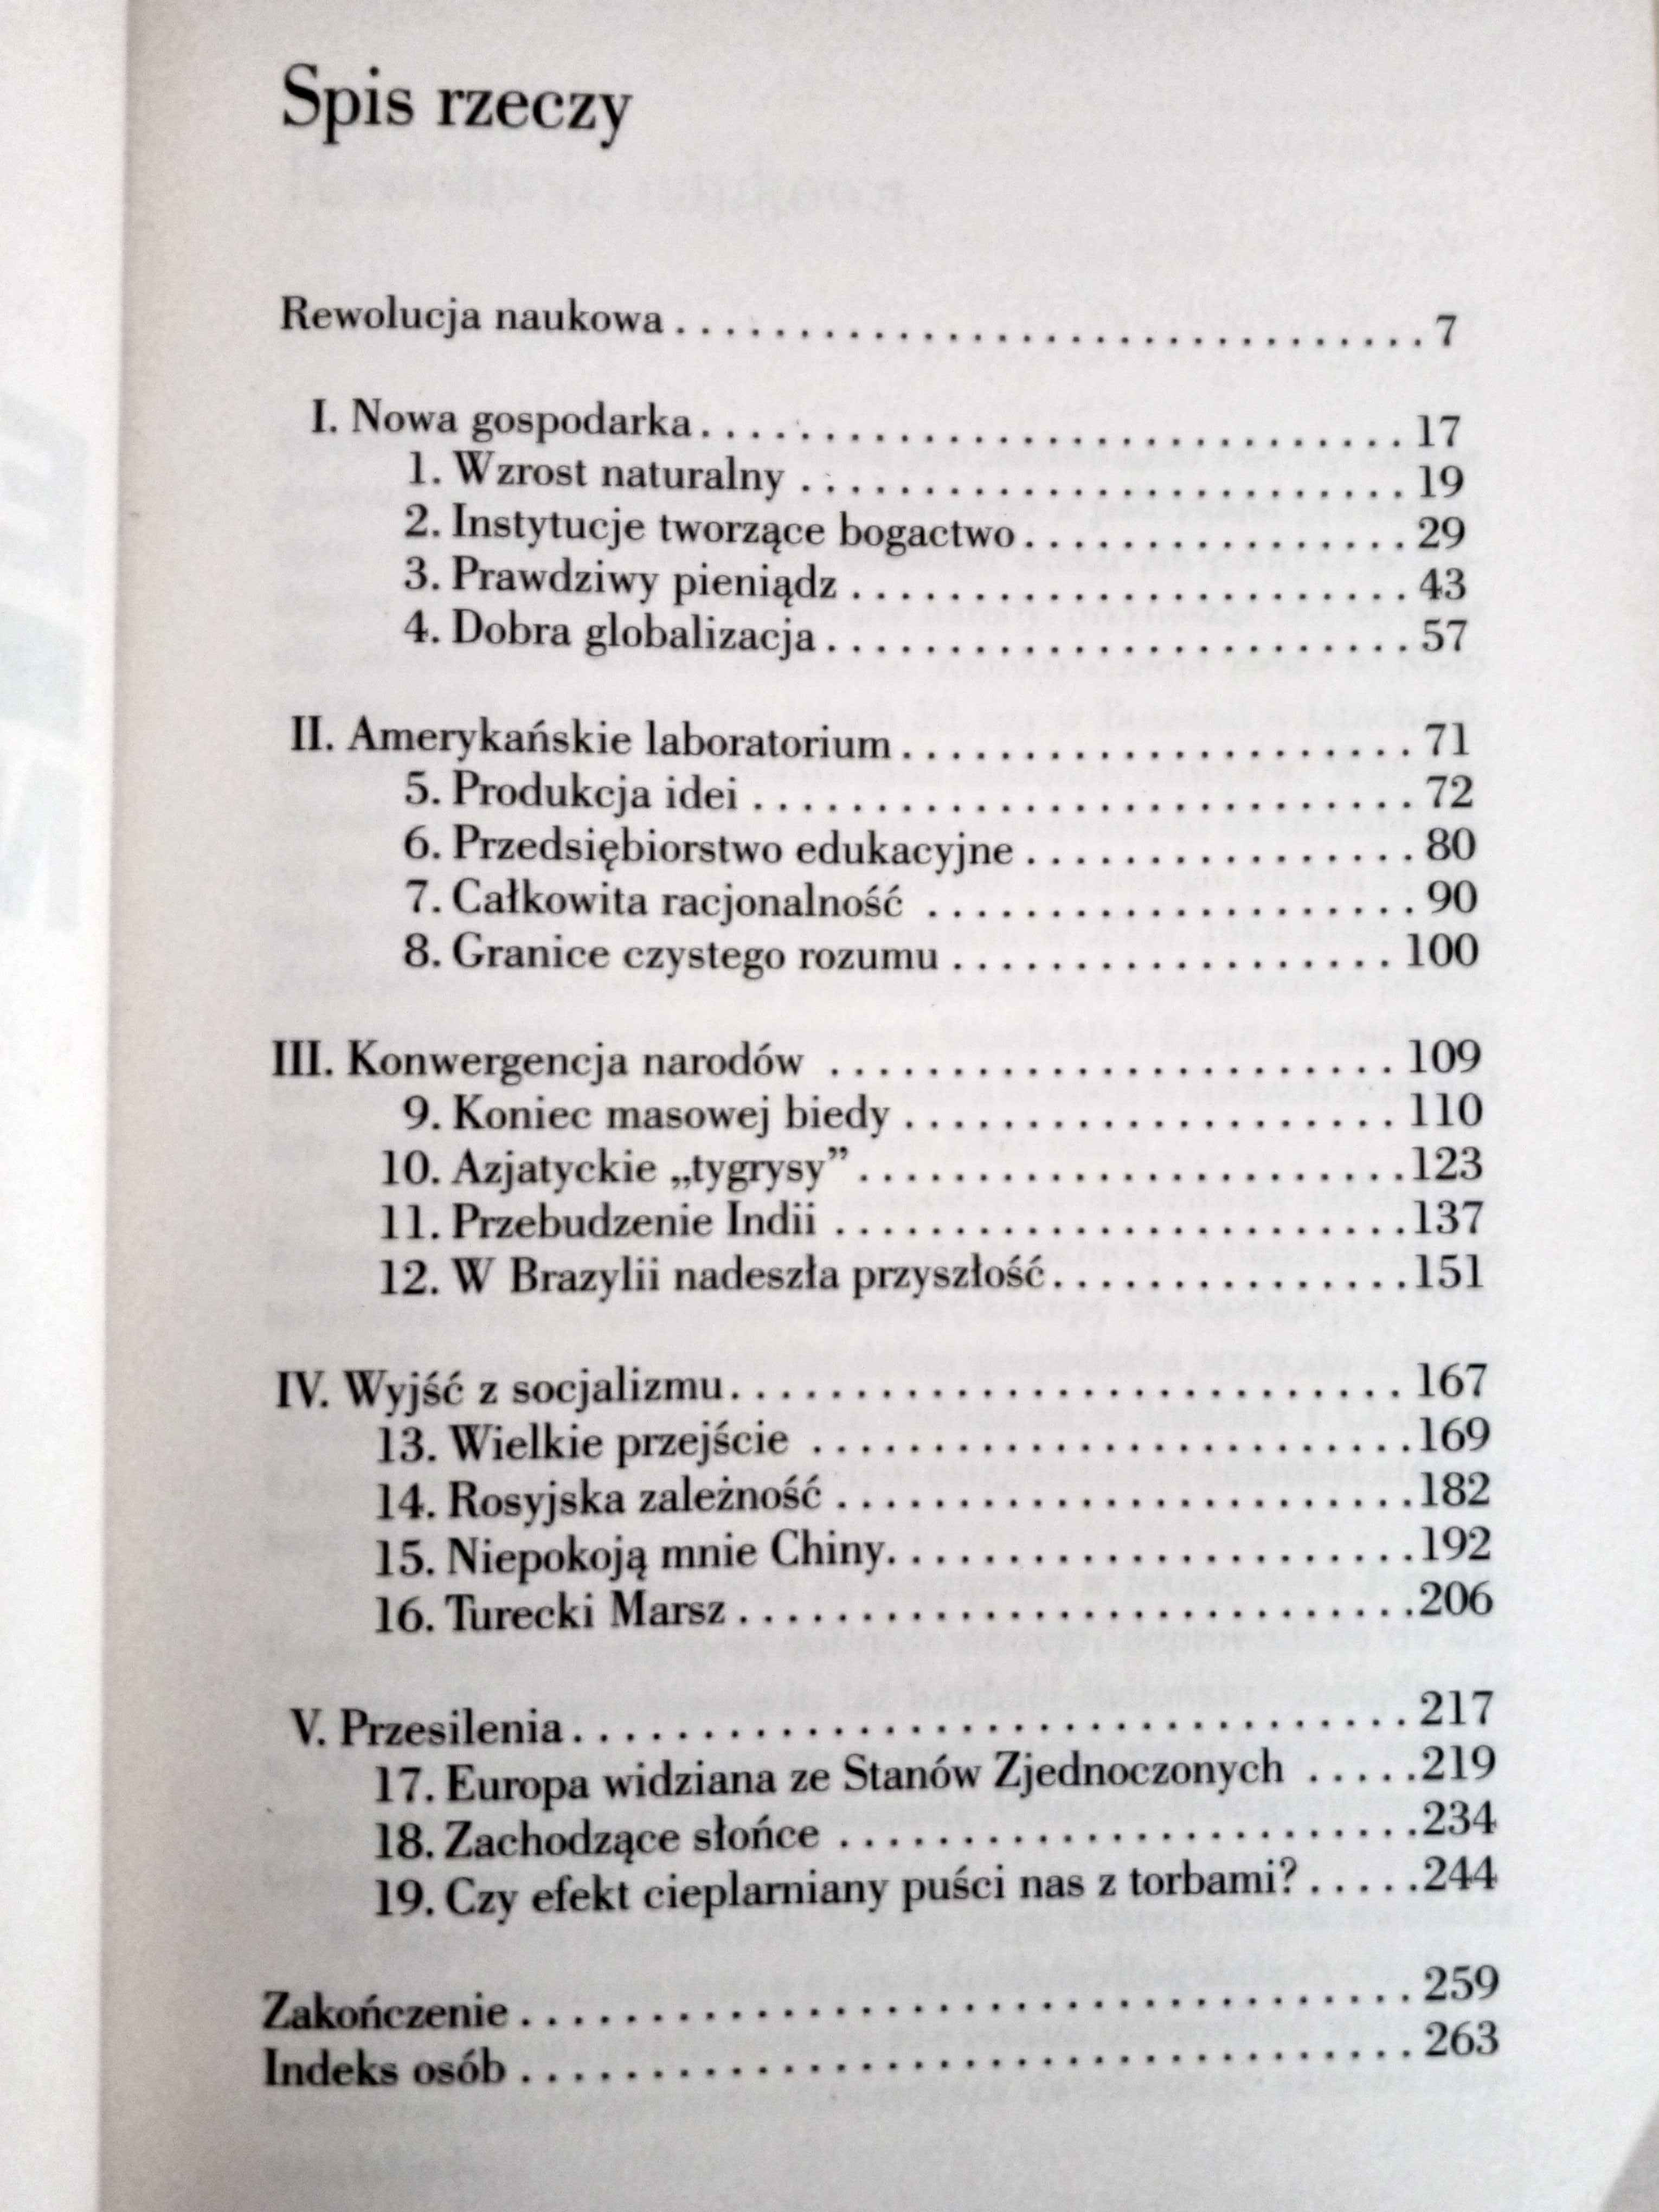 Spis rzeczy
Rewolucja naukowa . . . . . . . . . . . . . . . . . . . . . . . . . . . . . . . 7
I. Nowa gospodarka . . . . . . . . . . . . . . . . . . . . . . . . . . . . . 17
1. Wzrost naturalny . . . . . . . . . . . . . . . . . . . . . . . . . 19
2. Instytucje tworzące bogactwo . . . . . . . . . . . . . . . . 29
3. Prawdziwy pieniądz . . . . . . . . . . . . . . . . . . . . . . . 43
4. Dobra globalizacja . . . . . . . . . . . . . . . . . . . . . . . . 57
II. Amerykańskie laboratorium . . . . . . . . . . . . . . . . . . . . . 71
5. Produkcja idei . . . . . . . . . . . . . . . . . . . . . . . . . . . 72
6. Przedsiębiorstwo edukacyjne . . . . . . . . . . . . . . . . 80
7. Całkowita racjonalność . . . . . . . . . . . . . . . . . . . . 90
8. Granice czystego rozumu . . . . . . . . . . . . . . . . . . 100
III. Konwergencja narodów . . . . . . . . . . . . . . . . . . . . . . . 109
9. Koniec masowej biedy . . . . . . . . . . . . . . . . . . . . 110
10. Azjatyckie „tygrysy” . . . . . . . . . . . . . . . . . . . . . . . 123
11. Przebudzenie Indii . . . . . . . . . . . . . . . . . . . . . . . . 137
12. W Brazylii nadeszła przyszłość . . . . . . . . . . . . . . . 151
IV. Wyjść z socjalizmu . . . . . . . . . . . . . . . . . . . . . . . . . . . . 167
13. Wielkie przejście . . . . . . . . . . . . . . . . . . . . . . . . . 169
14. Rosyjska zależność . . . . . . . . . . . . . . . . . . . . . . . . 182
15. Niepokoją mnie Chiny . . . . . . . . . . . . . . . . . . . . . . 192
16. Turecki Marsz . . . . . . . . . . . . . . . . . . . . . . . . . . . . 206
V. Przesilenia . . . . . . . . . . . . . . . . . . . . . . . . . . . . . . . . . . 217
17. Europa widziana ze Stanów Zjednoczonych . . . . . 219
18. Zachodzące słońce . . . . . . . . . . . . . . . . . . . . . . . . 234
19. Czy efekt cieplarniany puści nas z torbami? . . . . . 244
Zakończenie . . . . . . . . . . . . . . . . . . . . . . . . . . . . . . . . . . . . 259
Indeks osób . . . . . . . . . . . . . . . . . . . . . . . . . . . . . . . . . . . . 263